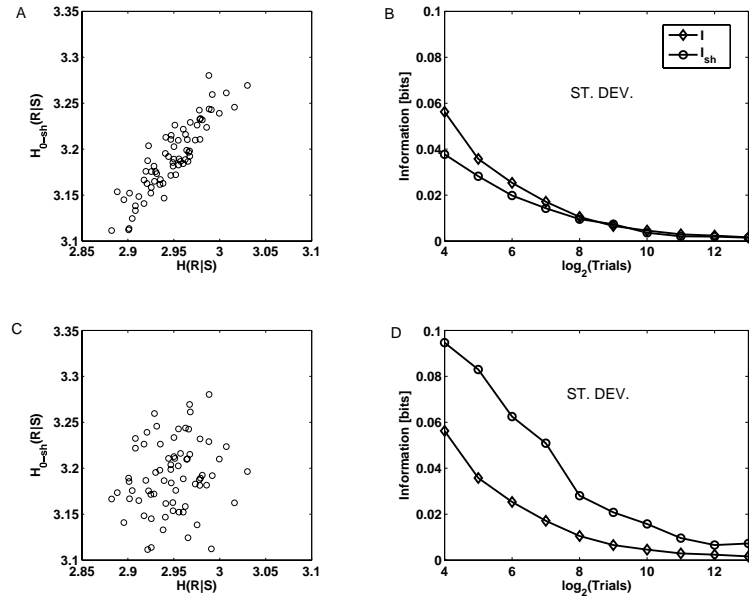 A
3.35
3.3
3.25
3.2
3.15
3.1
H0−sh(R|S)
2.85 2.9 2.95 3 3.05 3.1
H(R|S)
B
0.1
0.08
0.06
0.04
0.02
0
Information [bits]
I
Ish
ST. DEV.
4 6 8 10 12
log2(Trials)
C
3.35
3.3
3.25
3.2
3.15
3.1
H0−sh(R|S)
2.85 2.9 2.95 3 3.05 3.1
H(R|S)
D
0.1
0.08
0.06
0.04
0.02
0
Information [bits]
ST. DEV.
4 6 8 10 12
log2(Trials)